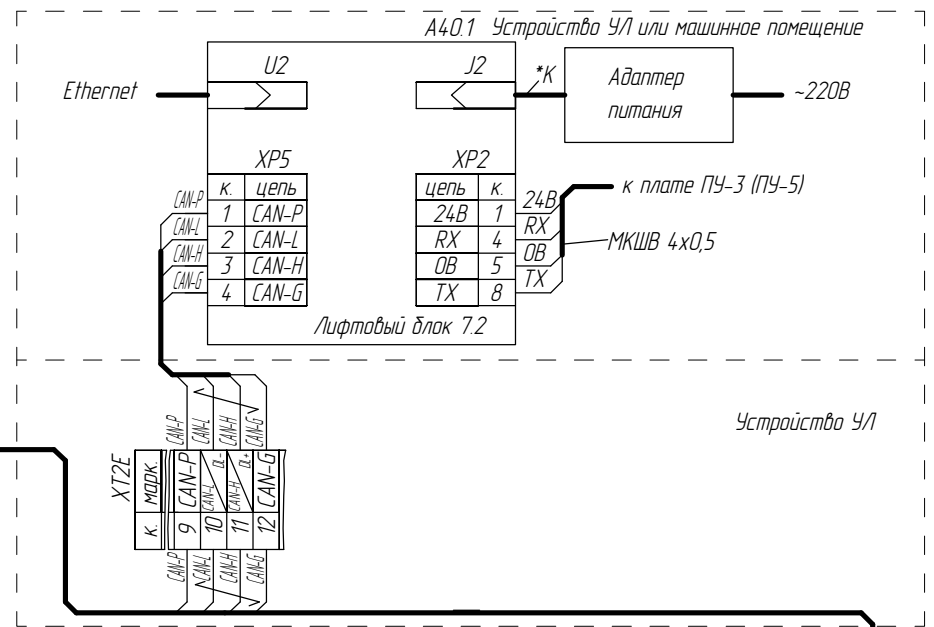 А40.1 Устройство УЛ или машинное помещение
U2
J2
Ethernet
*К
Адаптер
питания
~220В
XP5
XP2
к. цепь
1 CAN-P
2 CAN-L
3 CAN-H
4 CAN-G
цепь к.
24В 1
RX 4
0В 5
TX 8
CAN-P
CAN-L
CAN-H
CAN-G
24В
RX
0В
TX
к плате ПУ-3 (ПУ-5)
МКШВ 4x0,5
Лифтовый блок 7.2
Устройство УЛ
CAN-P
CAN-L
CAN-H
CAN-G
XT2E
марк.
CAN-P
CAN-L DL-
CAN-H DL+
CAN-G
к.
9
10
11
12
CAN-P
CAN-L
CAN-H
CAN-G